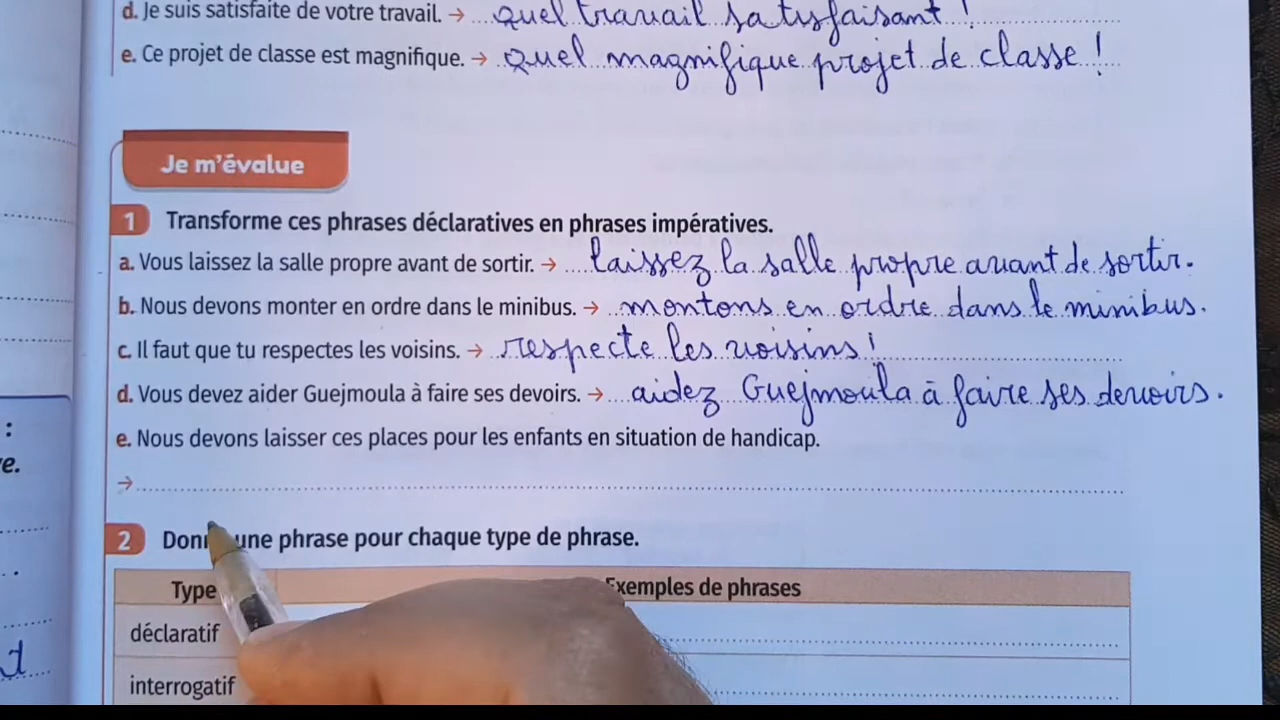 d. Je suis satisfaite de votre travail. → quel travail satisfaisant !
e. Ce projet de classe est magnifique. → quel magnifique projet de classe !
Je m'évalue
1 Transforme ces phrases déclaratives en phrases impératives.
a. Vous laissez la salle propre avant de sortir. → laissez la salle propre avant de sortir.
b. Nous devons monter en ordre dans le minibus. → montons en ordre dans le minibus.
c. Il faut que tu respectes les voisins. → respecte les voisins !
d. Vous devez aider Guejmoula à faire ses devoirs. → aidez Guejmoula à faire ses devoirs.
:
e. Nous devons laisser ces places pour les enfants en situation de handicap.
e.
→
2 Donne une phrase pour chaque type de phrase.
Type Exemples de phrases
déclaratif
interrogatif